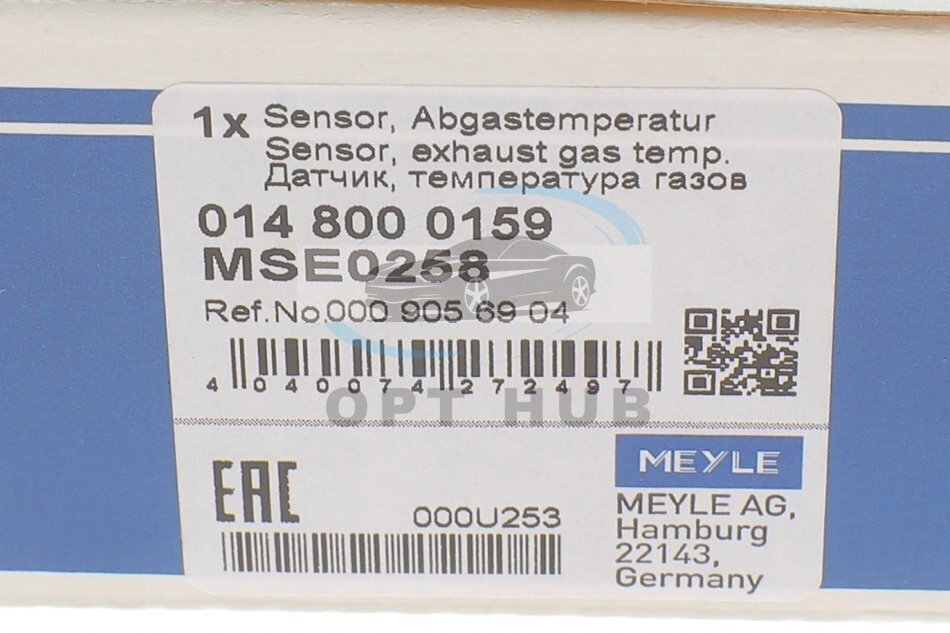 1x Sensor, Abgastemperatur
Sensor, exhaust gas temp.
Датчик, температура газов
014 800 0159
MSE0258
Ref.No.000 905 69 04
4 040074 272497
OPT HUB
EAC
000U253
MEYLE
MEYLE AG,
Hamburg
22143,
Germany